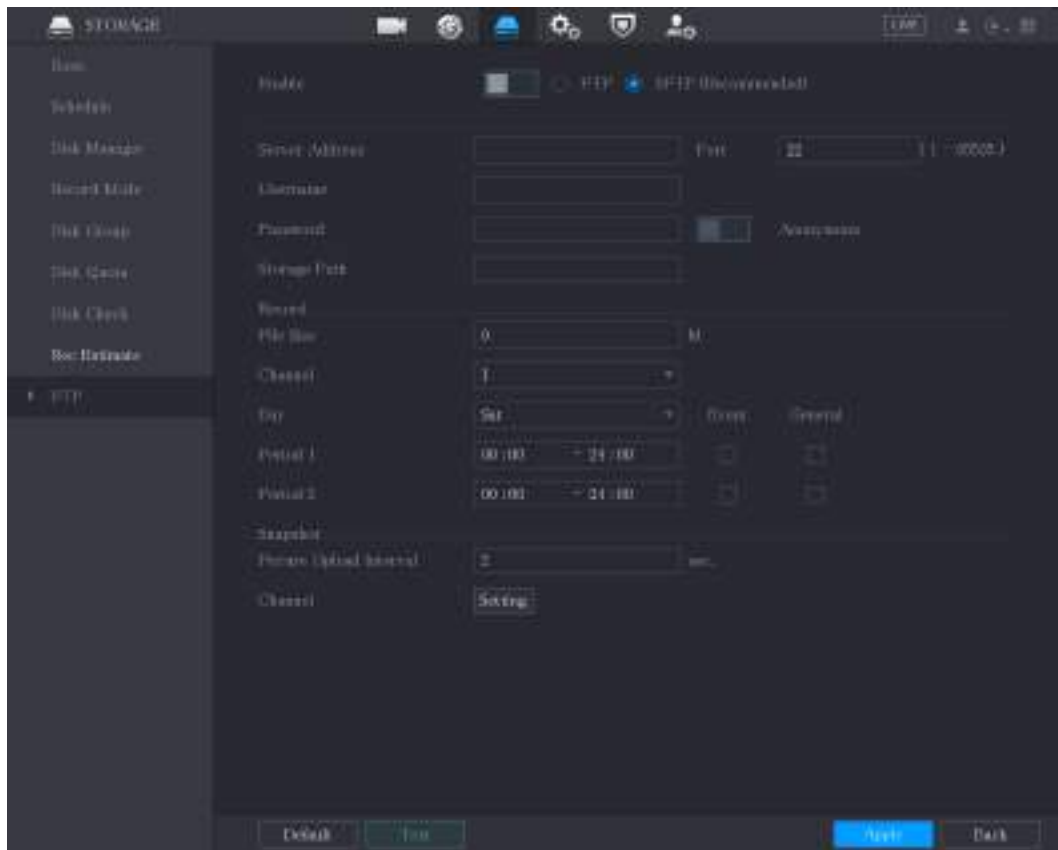 STORAGE
LIVE
Basic
Schedule
Disk Manager
Record Mode
Disk Group
Disk Quota
Disk Check
Rec Estimate
FTP
Enable FTP SFTP (Recommended)
Server Address Port 22 (1 - 65535)
Username
Password Anonymous
Storage Path
Record
File Size 0 M
Channel 1
Day Sat General
Period 1 00 :00 - 24 :00
Period 2 00 :00 - 24 :00
Snapshot
Picture Upload Interval 2 sec.
Channel Setting
Default Test Apply Back